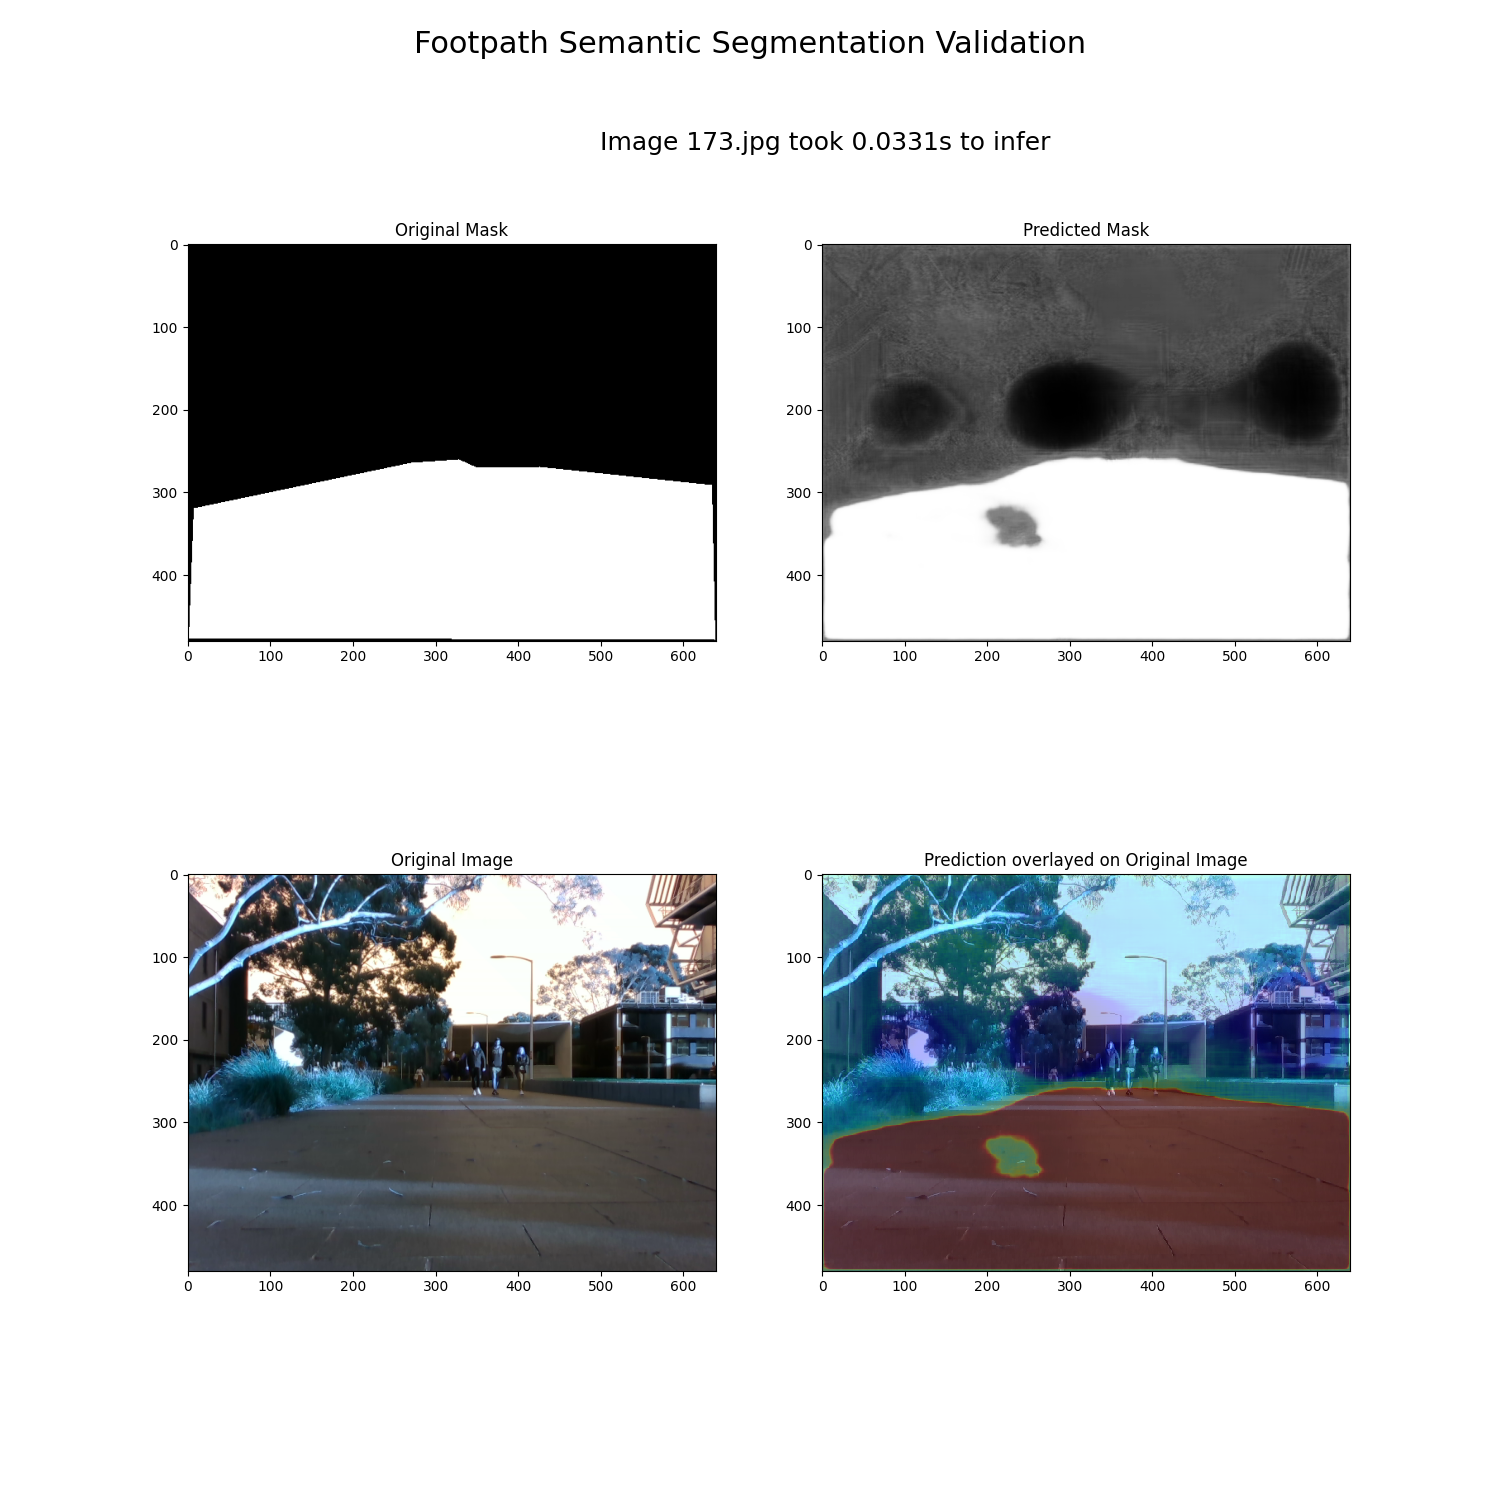 Footpath Semantic Segmentation Validation
Image 173.jpg took 0.0331s to infer
Original Mask
0
100
200
300
400
0 100 200 300 400 500 600
Predicted Mask
0
100
200
300
400
0 100 200 300 400 500 600
Original Image
0
100
200
300
400
0 100 200 300 400 500 600
Prediction overlayed on Original Image
0
100
200
300
400
0 100 200 300 400 500 600